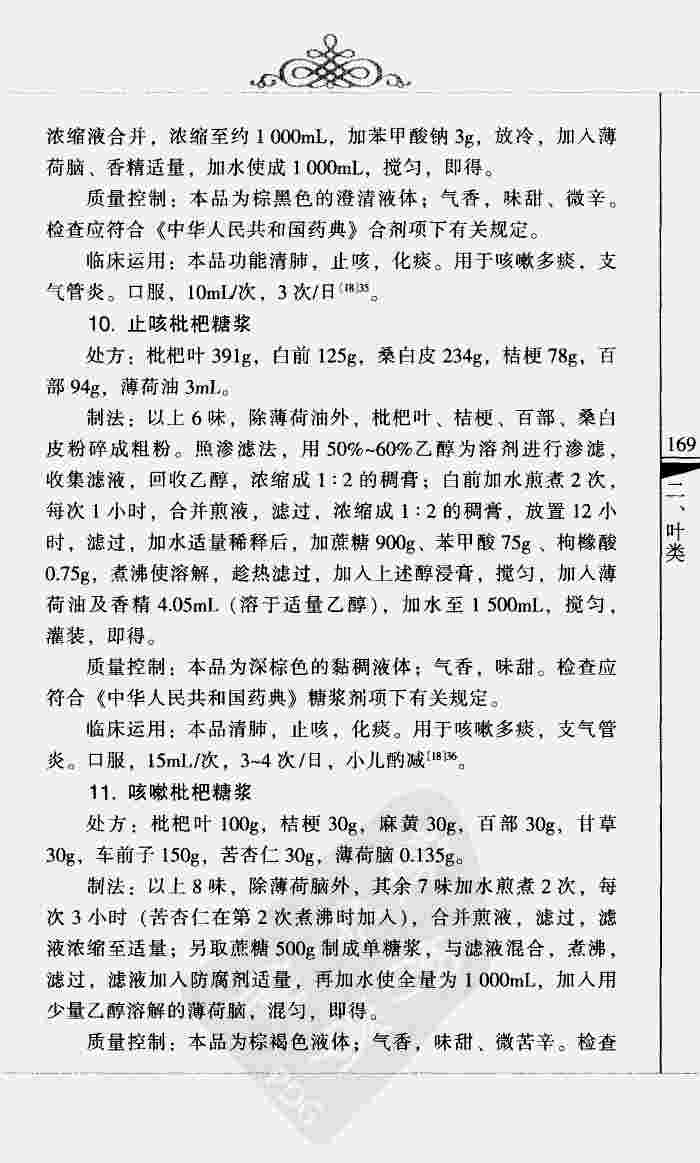 浓缩液合并，浓缩至约 1 000mL，加苯甲酸钠 3g，放冷，加入薄
荷脑、香精适量，加水使成 1 000mL，搅匀，即得。
质量控制：本品为棕黑色的澄清液体；气香，味甜、微辛。
检查应符合《中华人民共和国药典》合剂项下有关规定。
临床运用：本品功能清肺，止咳，化痰。用于咳嗽多痰，支
气管炎。口服，10mL/次，3 次/日[18]35。
10. 止咳枇杷糖浆
处方：枇杷叶 391g，白前 125g，桑白皮 234g，桔梗 78g，百
部 94g，薄荷油 3mL。
制法：以上 6 味，除薄荷油外，枇杷叶、桔梗、百部、桑白
皮粉碎成粗粉。照渗滤法，用 50%~60%乙醇为溶剂进行渗滤，
收集滤液，回收乙醇，浓缩成 1∶2 的稠膏；白前加水煎煮 2 次，
每次 1 小时，合并煎液，滤过，浓缩成 1∶2 的稠膏，放置 12 小
时，滤过，加水适量稀释后，加蔗糖 900g、苯甲酸 75g 、枸橼酸
0.75g，煮沸使溶解，趁热滤过，加入上述醇浸膏，搅匀，加入薄
荷油及香精 4.05mL（溶于适量乙醇），加水至 1 500mL，搅匀，
灌装，即得。
质量控制：本品为深棕色的黏稠液体；气香，味甜。检查应
符合《中华人民共和国药典》糖浆剂项下有关规定。
临床运用：本品清肺，止咳，化痰。用于咳嗽多痰，支气管
炎。口服，15mL/次，3~4 次/日，小儿酌减[18]36。
11. 咳嗽枇杷糖浆
处方：枇杷叶 100g，桔梗 30g，麻黄 30g，百部 30g，甘草
30g，车前子 150g，苦杏仁 30g，薄荷脑 0.135g。
制法：以上 8 味，除薄荷脑外，其余 7 味加水煎煮 2 次，每
次 3 小时（苦杏仁在第 2 次煮沸时加入），合并煎液，滤过，滤
液浓缩至适量；另取蔗糖 500g 制成单糖浆，与滤液混合，煮沸，
滤过，滤液加入防腐剂适量，再加水使全量为 1 000mL，加入用
少量乙醇溶解的薄荷脑，混匀，即得。
质量控制：本品为棕褐色液体；气香，味甜、微苦辛。检查
169
二、叶类